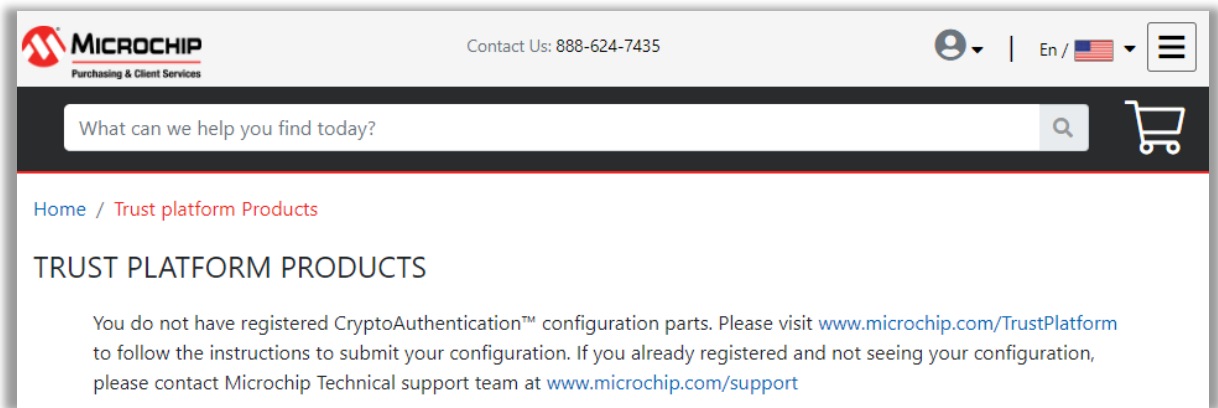 MICROCHIP
Purchasing & Client Services
Contact Us: 888-624-7435
En /
What can we help you find today?
Home / Trust platform Products
TRUST PLATFORM PRODUCTS
You do not have registered CryptoAuthentication™ configuration parts. Please visit www.microchip.com/TrustPlatform
to follow the instructions to submit your configuration. If you already registered and not seeing your configuration,
please contact Microchip Technical support team at www.microchip.com/support